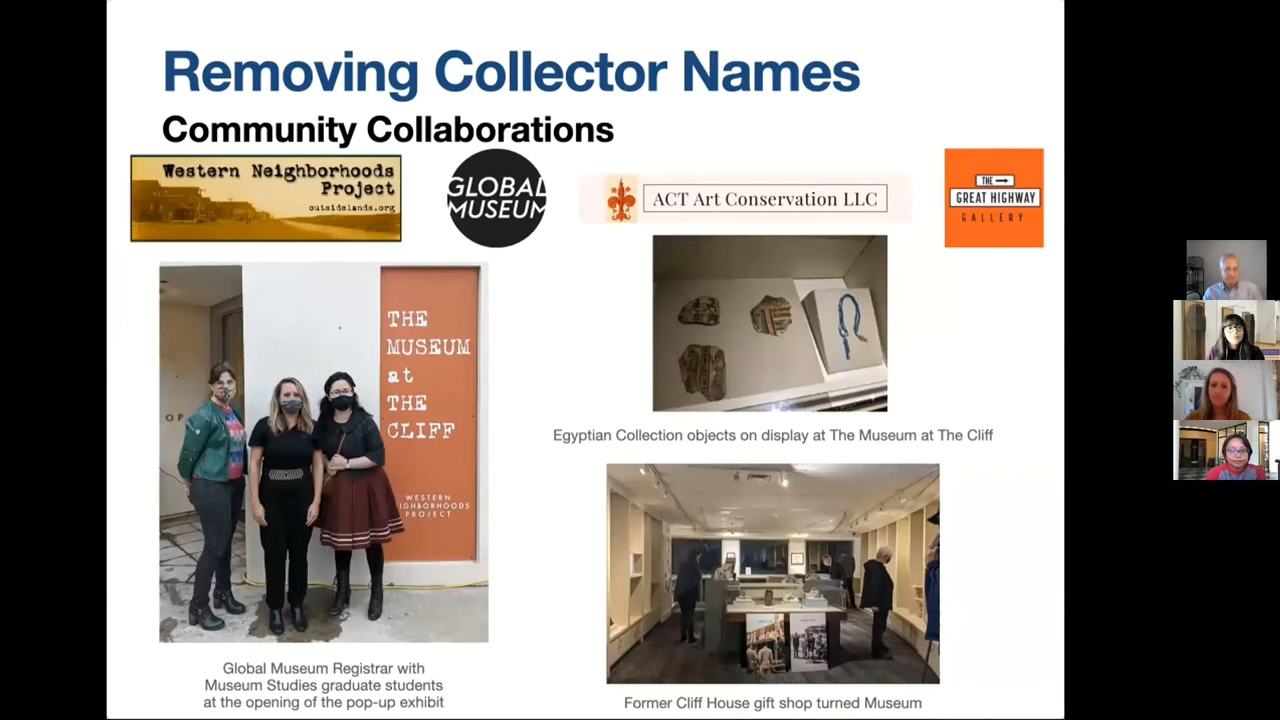 Removing Collector Names
Community Collaborations
Western Neighborhoods
Project
outsidelands.org
GLOBAL
MUSEUM
ACT Art Conservation LLC
THE
GREAT HIGHWAY
GALLERY
OP
THE
MUSEUM
at
THE
CLIFF
WESTERN
NEIGHBORHOODS
PROJECT
Egyptian Collection objects on display at The Museum at The Cliff
Global Museum Registrar with
Museum Studies graduate students
at the opening of the pop-up exhibit
Former Cliff House gift shop turned Museum